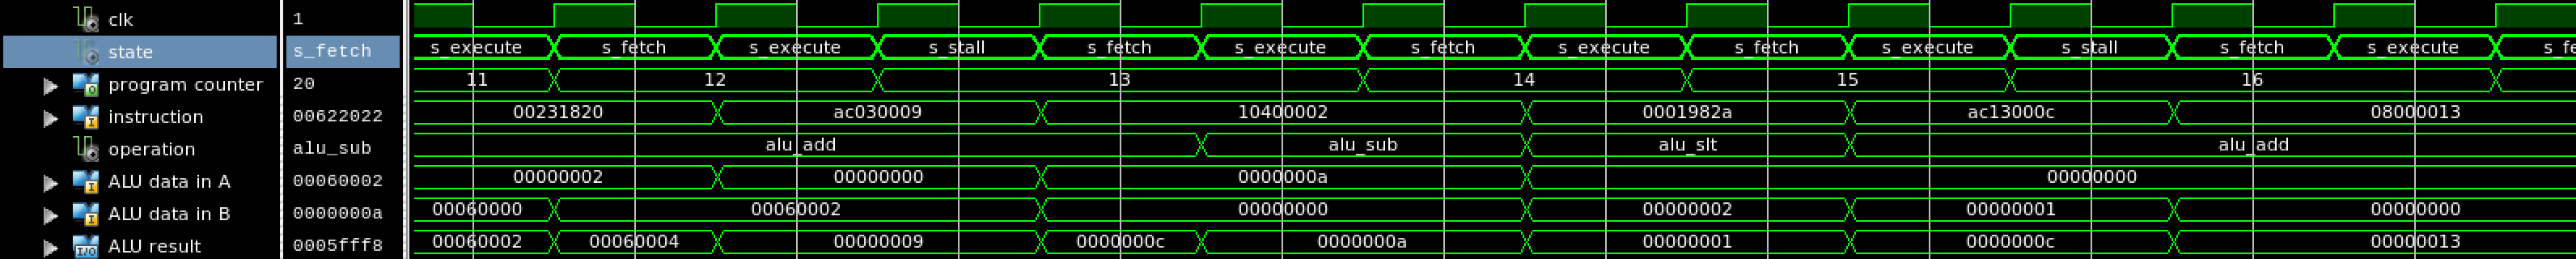 clk 1
state s_fetch s_execute s_fetch s_execute s_stall s_fetch s_execute s_fetch s_execute s_fetch s_execute s_stall s_fetch s_execute s_fe
program counter 20 11 12 13 14 15 16
instruction 00622022 00231820 ac030009 10400002 0001982a ac13000c 08000013
operation alu_sub alu_add alu_sub alu_slt alu_add
ALU data in A 00060002 00000002 00000000 0000000a 00000000
ALU data in B 0000000a 00060000 00060002 00000000 00000002 00000001 00000000
ALU result 0005fff8 00060002 00060004 00000009 0000000c 0000000a 00000001 0000000c 00000013